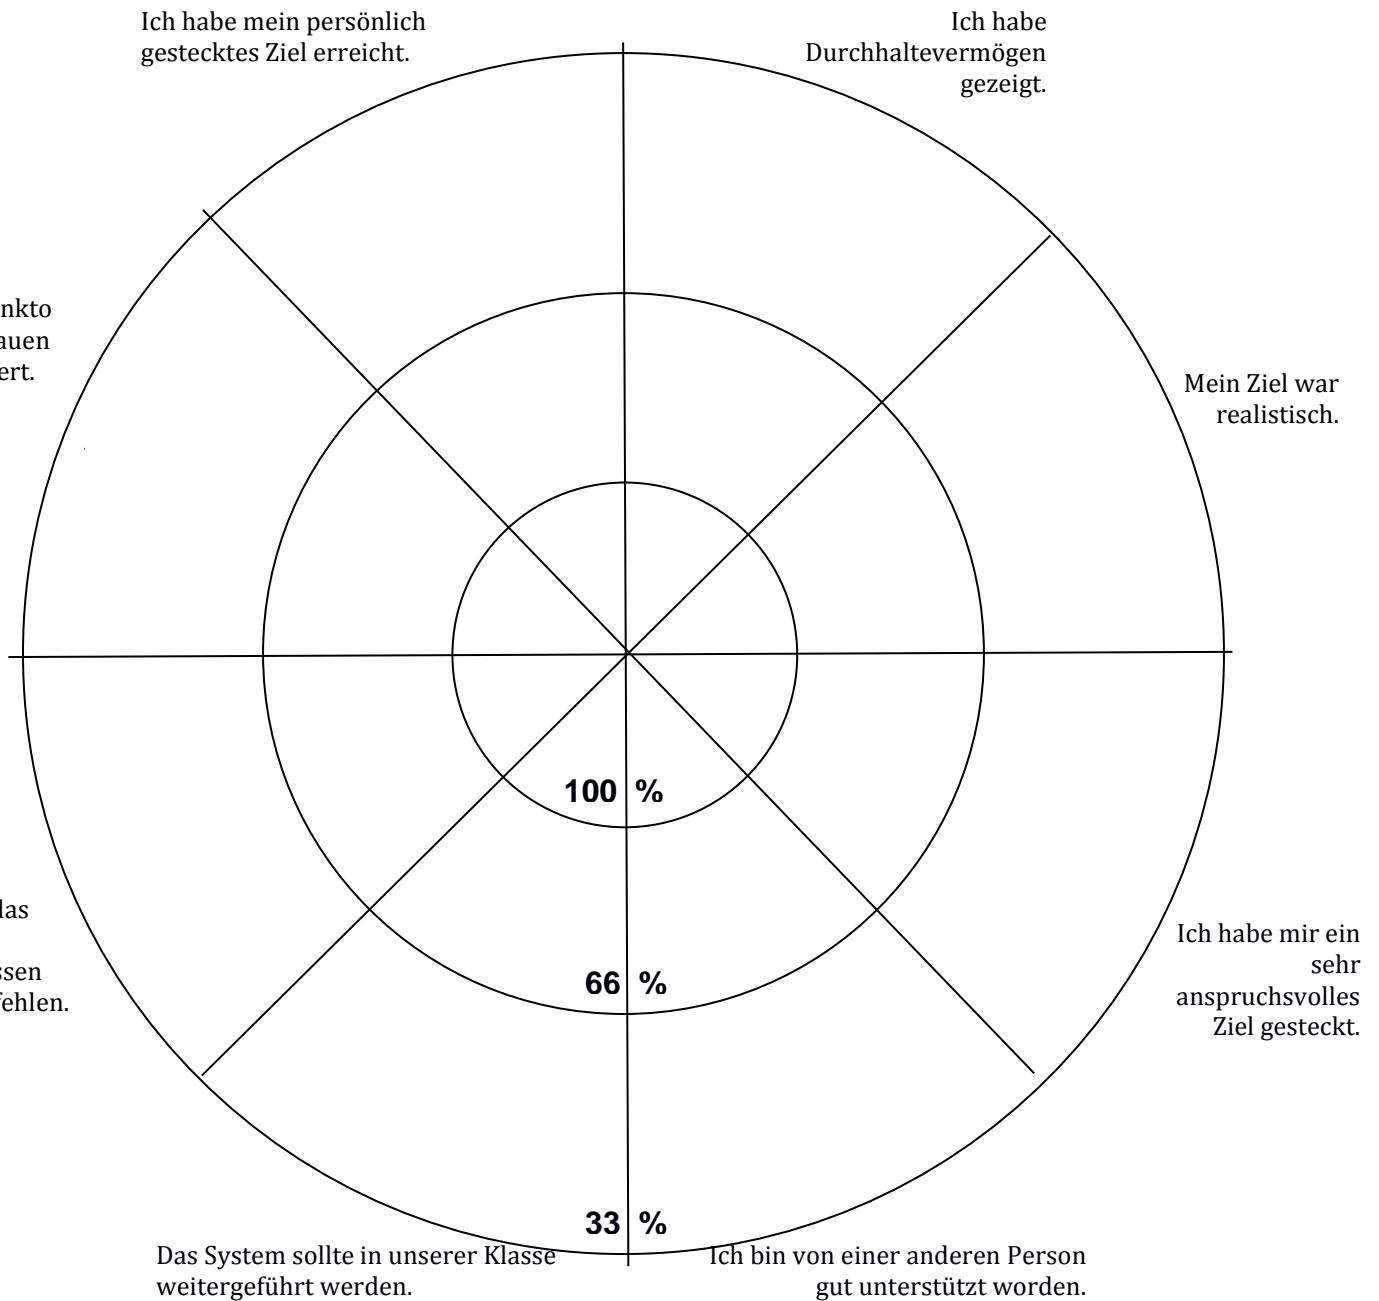 Ich habe mein persönlich
gestecktes Ziel erreicht.
Ich habe
Durchhaltevermögen
gezeigt.
Mein Ziel war
realistisch.
Ich habe mir ein
sehr
anspruchsvolles
Ziel gesteckt.
100 %
66 %
33 %
Das System sollte in unserer Klasse
weitergeführt werden.
Ich bin von einer anderen Person
gut unterstützt worden.